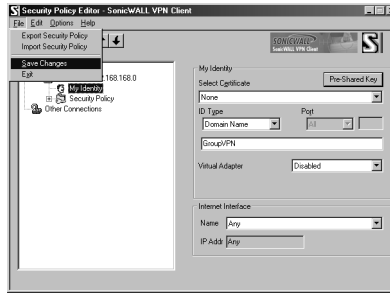 Security Policy Editor - SonicWALL VPN Client
File Edit Options Help
Export Security Policy
Import Security Policy
Save Changes
Exit
.168.168.0
My Identity
Security Policy
Other Connections
SONICWALL
SonicWALL VPN Client
S
My Identity
Select Certificate
Pre-Shared Key
None
ID Type
Port
Domain Name
All
GroupVPN
Virtual Adapter
Disabled
Internet Interface
Name
Any
IP Addr
Any